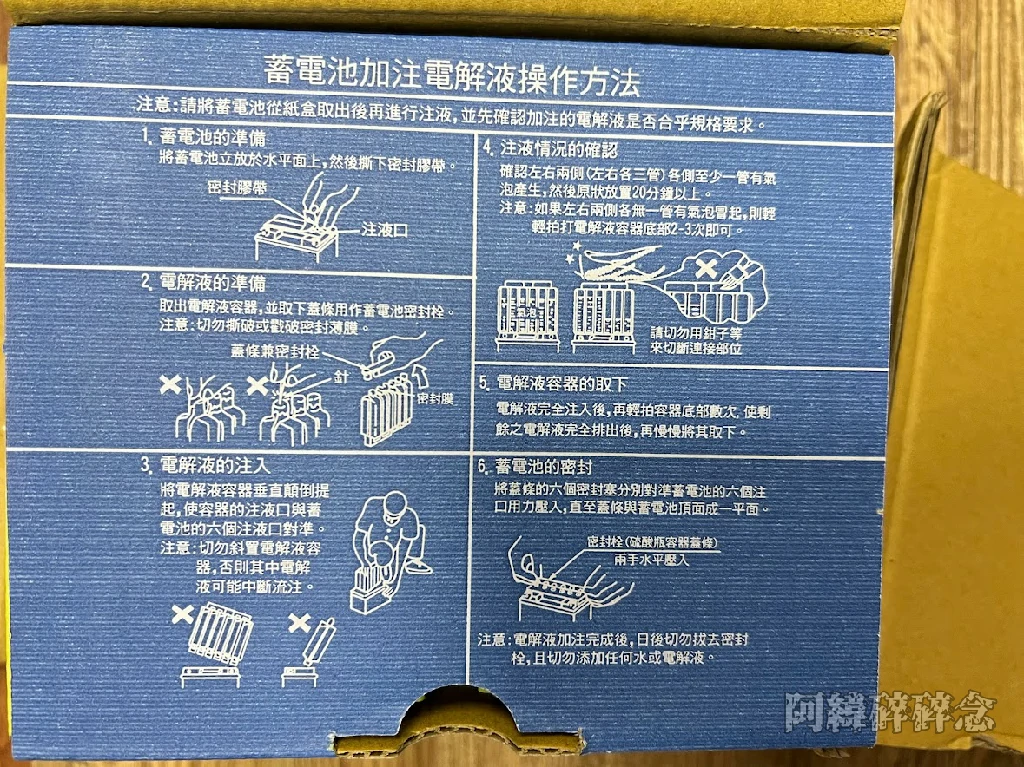 蓄電池加注電解液操作方法
注意:請將蓄電池從紙盒取出後再進行注液,並先確認加注的電解液是否合乎規格要求。
1. 蓄電池的準備
將蓄電池立放於水平面上,然後撕下密封膠帶。
密封膠帶
注液口
2. 電解液的準備
取出電解液容器,並取下蓋條用作蓄電池密封栓。
注意:切勿撕破或戳破密封薄膜。
蓋條兼密封栓
針
密封膜
3. 電解液的注入
將電解液容器垂直顛倒提
起,使容器的注液口與蓄
電池的六個注液口對準。
注意:切勿斜置電解液容
器,否則其中電解
液可能中斷流注。
4. 注液情況的確認
確認左右兩側(左右各三管)各側至少一管有氣
泡產生,然後原狀放置20分鐘以上。
注意:如果左右兩側各無一管有氣泡冒起,則輕
輕拍打電解液容器底部2-3次即可。
氣泡
請切勿用鉗子等
來切斷連接部位
5. 電解液容器的取下
電解液完全注入後,再輕拍容器底部數次,使剩
餘之電解液完全排出後,再慢慢將其取下。
6. 蓄電池的密封
將蓋條的六個密封塞分別對準蓄電池的六個注
口用力壓入,直至蓋條與蓄電池頂面成一平面。
密封栓(硫酸瓶容器蓋條)
兩手水平壓入
注意:電解液加注完成後,日後切勿拔去密封
栓,且切勿添加任何水或電解液。
阿緯碎碎念